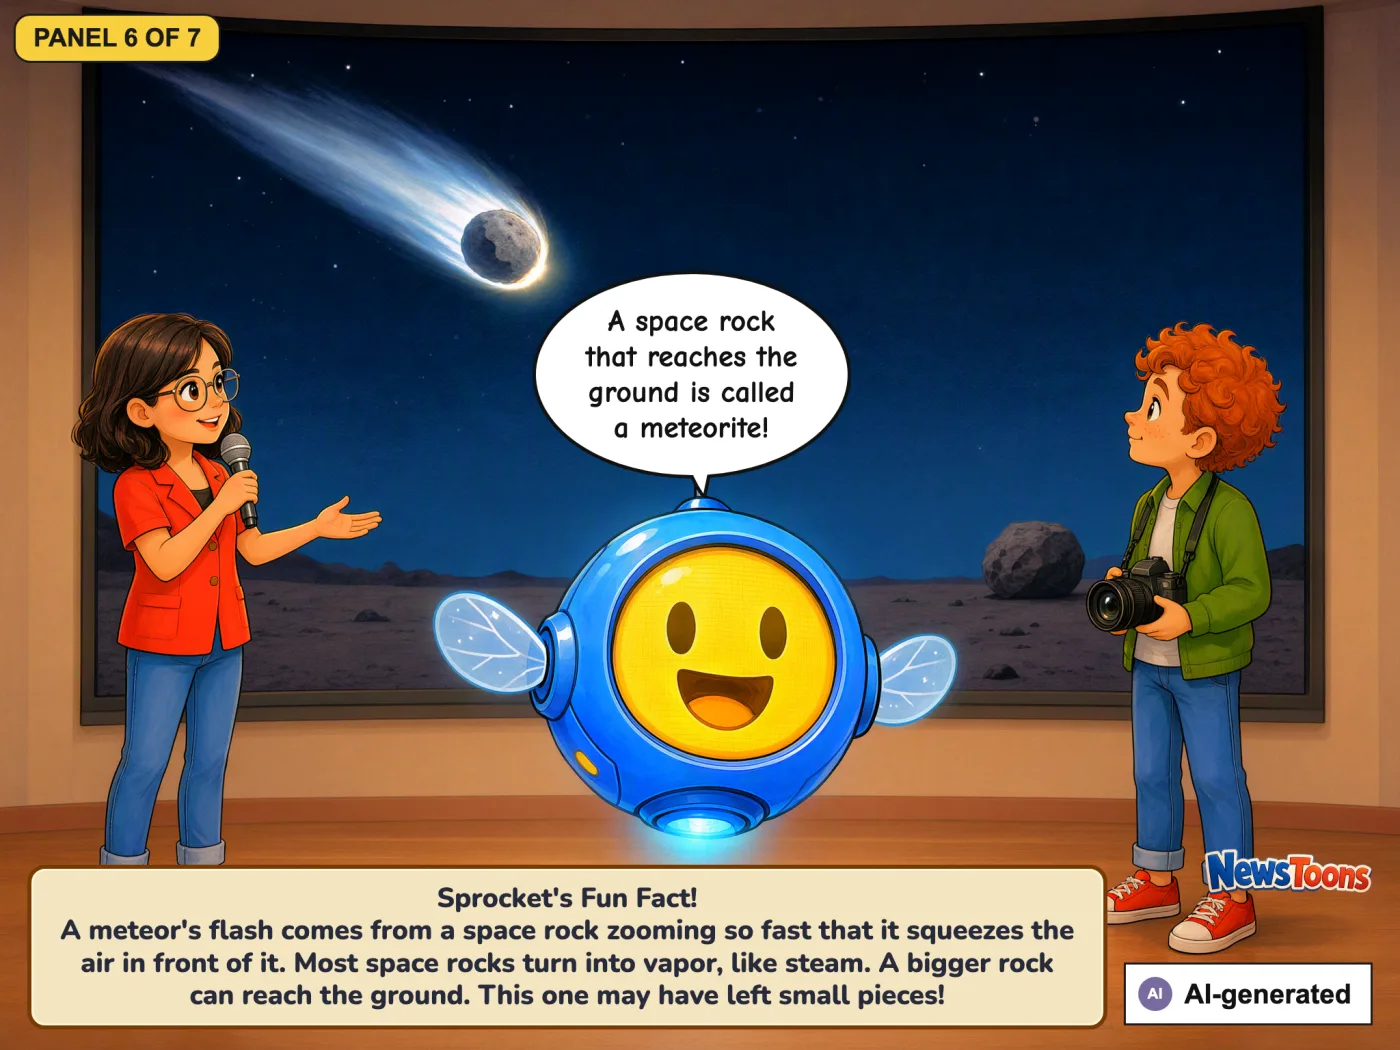 PANEL 6 OF 7
A space rock
that reaches the
ground is called
a meteorite!
Sprocket's Fun Fact!
A meteor's flash comes from a space rock zooming so fast that it squeezes the
air in front of it. Most space rocks turn into vapor, like steam. A bigger rock
can reach the ground. This one may have left small pieces!
NewsToons
AI AI-generated